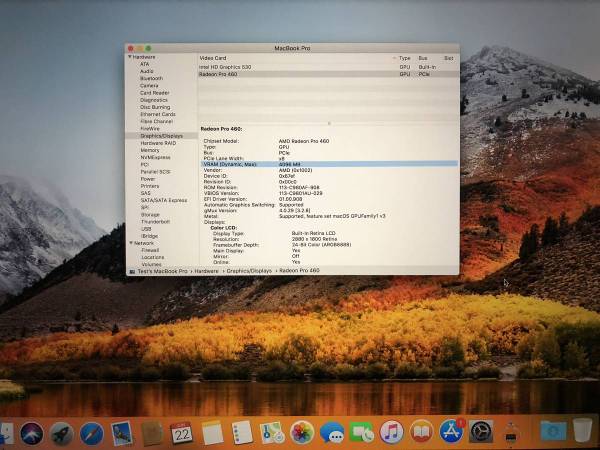 MacBook Pro
Hardware
ATA
Audio
Bluetooth
Camera
Card Reader
Diagnostics
Disc Burning
Ethernet Cards
Fibre Channel
FireWire
Graphics/Displays
Hardware RAID
Memory
NVMExpress
PCI
Parallel SCSI
Power
Printers
SAS
SATA/SATA Express
SPI
Storage
Thunderbolt
USB
iBridge
Network
Firewall
Locations
Volumes
Video Card Type Bus Slot
Intel HD Graphics 530 GPU Built-In
Radeon Pro 460 GPU PCIe
Radeon Pro 460:
Chipset Model: AMD Radeon Pro 460
Type: GPU
Bus: PCIe
PCIe Lane Width: x8
VRAM (Dynamic, Max): 4096 MB
Vendor: AMD (0x1002)
Device ID: 0x67ef
Revision ID: 0x00c0
ROM Revision: 113-C980AF-908
VBIOS Version: 113-C9801AU-029
EFI Driver Version: 01.00.908
Automatic Graphics Switching: Supported
gMux Version: 4.0.29 [3.2.8]
Metal: Supported, feature set macOS GPUFamily1 v3
Displays:
Color LCD:
Display Type: Built-In Retina LCD
Resolution: 2880 x 1800 Retina
Framebuffer Depth: 24-Bit Color (ARGB8888)
Main Display: Yes
Mirror: Off
Online: Yes
Test's MacBook Pro › Hardware › Graphics/Displays › Radeon Pro 460
22